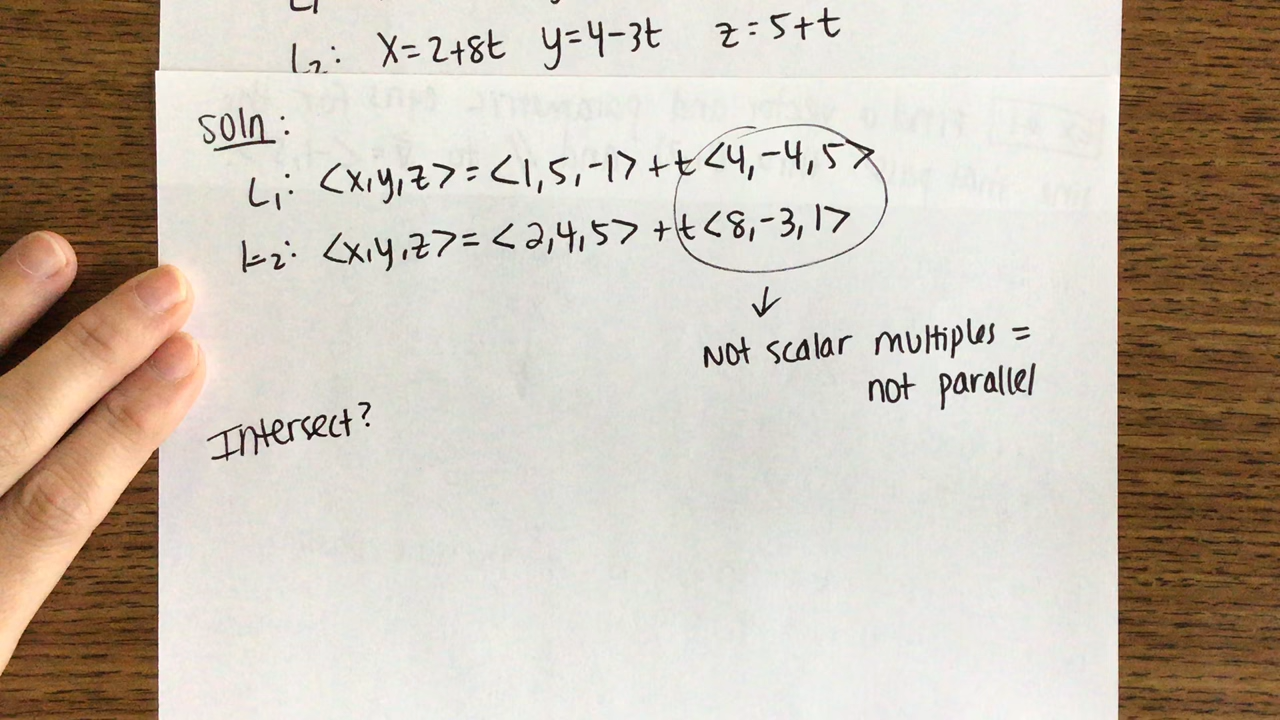 L₂: X=2+8t y=4-3t z=5+t
soln:
L₁: <x,y,z>=<1,5,-1>+t<4,-4,5>
L₂: <x,y,z>=<2,4,5>+t<8,-3,1>
Not scalar multiples =
not parallel
Intersect?